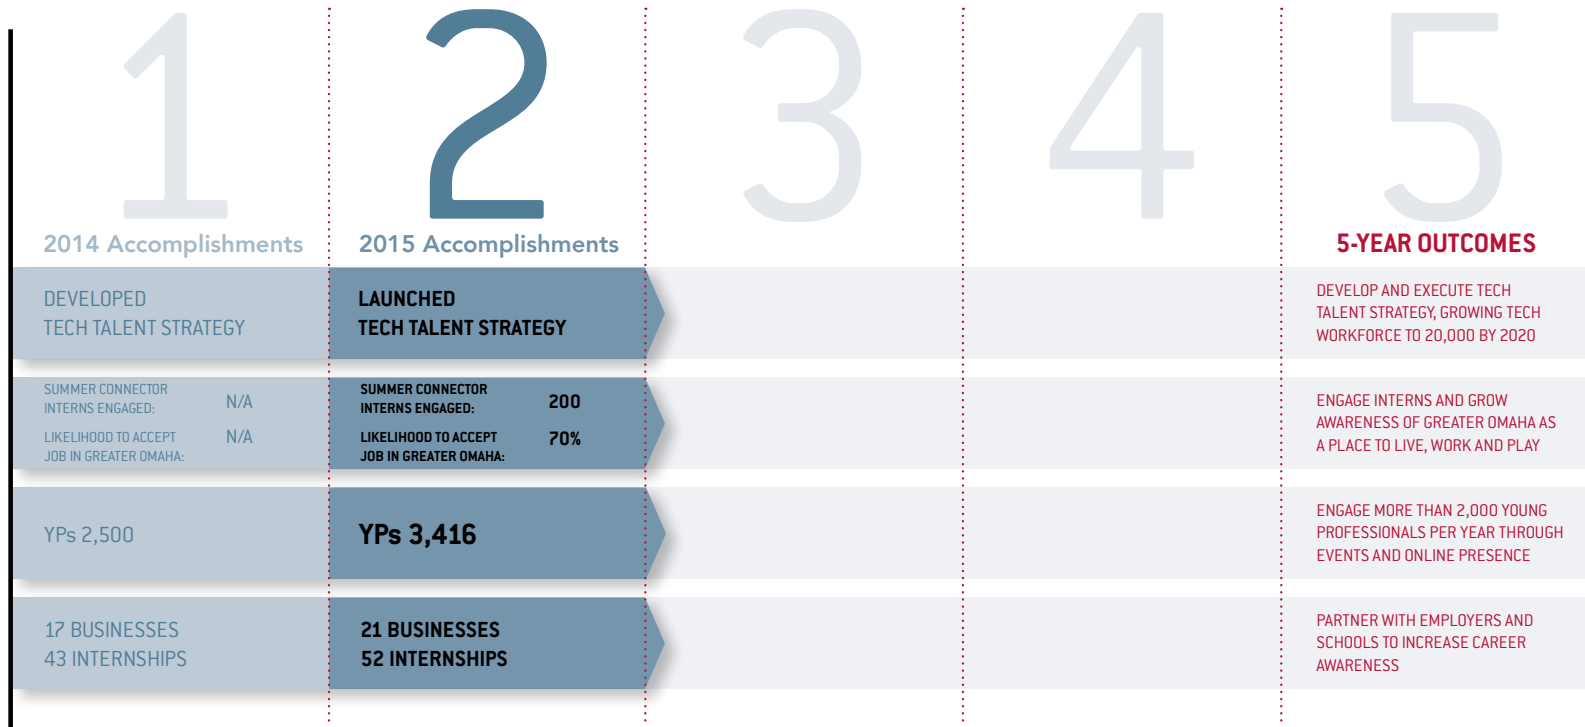 1
2
3
4
5
2014 Accomplishments
2015 Accomplishments
5-YEAR OUTCOMES
DEVELOPED
TECH TALENT STRATEGY
LAUNCHED
TECH TALENT STRATEGY
DEVELOP AND EXECUTE TECH
TALENT STRATEGY, GROWING TECH
WORKFORCE TO 20,000 BY 2020
SUMMER CONNECTOR
INTERNS ENGAGED: N/A
LIKELIHOOD TO ACCEPT
JOB IN GREATER OMAHA: N/A
SUMMER CONNECTOR
INTERNS ENGAGED: 200
LIKELIHOOD TO ACCEPT
JOB IN GREATER OMAHA: 70%
ENGAGE INTERNS AND GROW
AWARENESS OF GREATER OMAHA AS
A PLACE TO LIVE, WORK AND PLAY
YPs 2,500
YPs 3,416
ENGAGE MORE THAN 2,000 YOUNG
PROFESSIONALS PER YEAR THROUGH
EVENTS AND ONLINE PRESENCE
17 BUSINESSES
43 INTERNSHIPS
21 BUSINESSES
52 INTERNSHIPS
PARTNER WITH EMPLOYERS AND
SCHOOLS TO INCREASE CAREER
AWARENESS